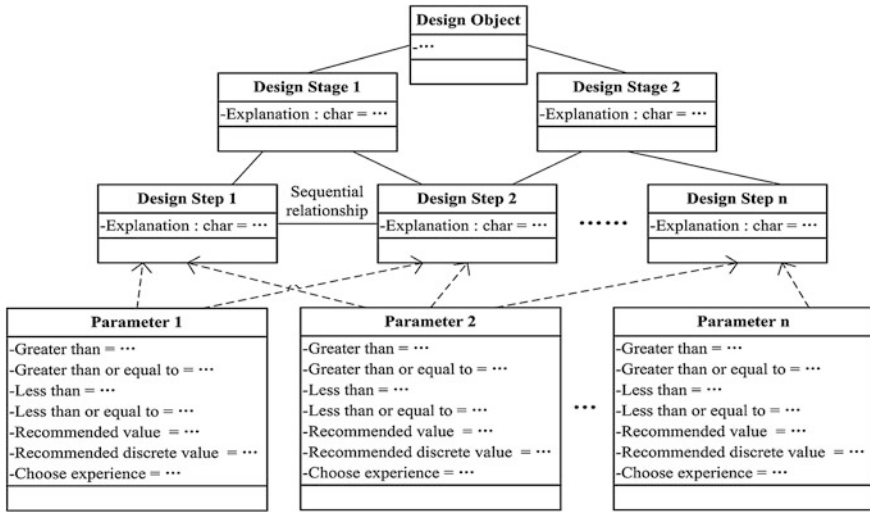 Design Object
-···
Design Stage 1
-Explanation : char = ···
Design Stage 2
-Explanation : char = ···
Design Step 1
-Explanation : char = ···
Sequential
relationship
Design Step 2
-Explanation : char = ···
······
Design Step n
-Explanation : char = ···
Parameter 1
-Greater than = ···
-Greater than or equal to = ···
-Less than = ···
-Less than or equal to = ···
-Recommended value = ···
-Recommended discrete value = ···
-Choose experience = ···
Parameter 2
-Greater than = ···
-Greater than or equal to = ···
-Less than = ···
-Less than or equal to = ···
-Recommended value = ···
-Recommended discrete value = ···
-Choose experience = ···
···
Parameter n
-Greater than = ···
-Greater than or equal to = ···
-Less than = ···
-Less than or equal to = ···
-Recommended value = ···
-Recommended discrete value = ···
-Choose experience = ···